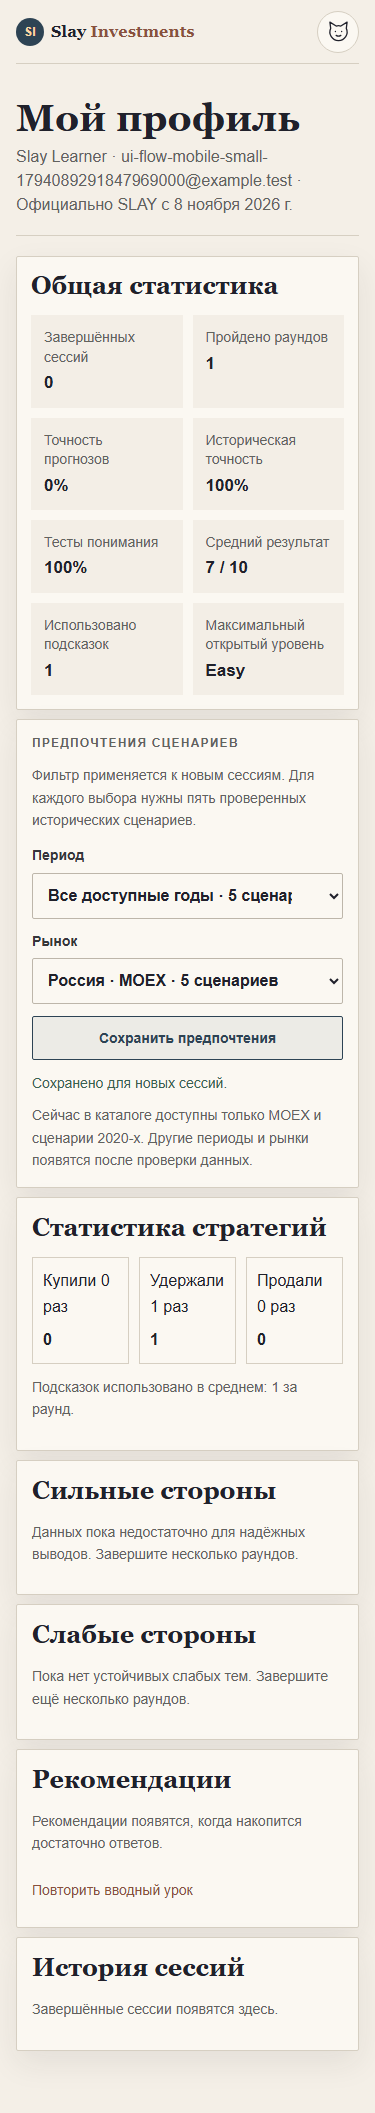 SI Slay Investments
Мой профиль
Slay Learner · ui-flow-mobile-small-
1794089291847969000@example.test ·
Официально SLAY с 8 ноября 2026 г.
Общая статистика
Завершённых
сессий
0
Пройдено раундов
1
Точность
прогнозов
0%
Историческая
точность
100%
Тесты понимания
100%
Средний результат
7 / 10
Использовано
подсказок
1
Максимальный
открытый уровень
Easy
ПРЕДПОЧТЕНИЯ СЦЕНАРИЕВ
Фильтр применяется к новым сессиям. Для
каждого выбора нужны пять проверенных
исторических сценариев.
Период
Все доступные годы · 5 сценар
Рынок
Россия · MOEX · 5 сценариев
Сохранить предпочтения
Сохранено для новых сессий.
Сейчас в каталоге доступны только MOEX и
сценарии 2020-х. Другие периоды и рынки
появятся после проверки данных.
Статистика стратегий
Купили 0
раз
0
Удержали
1 раз
1
Продали
0 раз
0
Подсказок использовано в среднем: 1 за
раунд.
Сильные стороны
Данных пока недостаточно для надёжных
выводов. Завершите несколько раундов.
Слабые стороны
Пока нет устойчивых слабых тем. Завершите
ещё несколько раундов.
Рекомендации
Рекомендации появятся, когда накопится
достаточно ответов.
Повторить вводный урок
История сессий
Завершённые сессии появятся здесь.